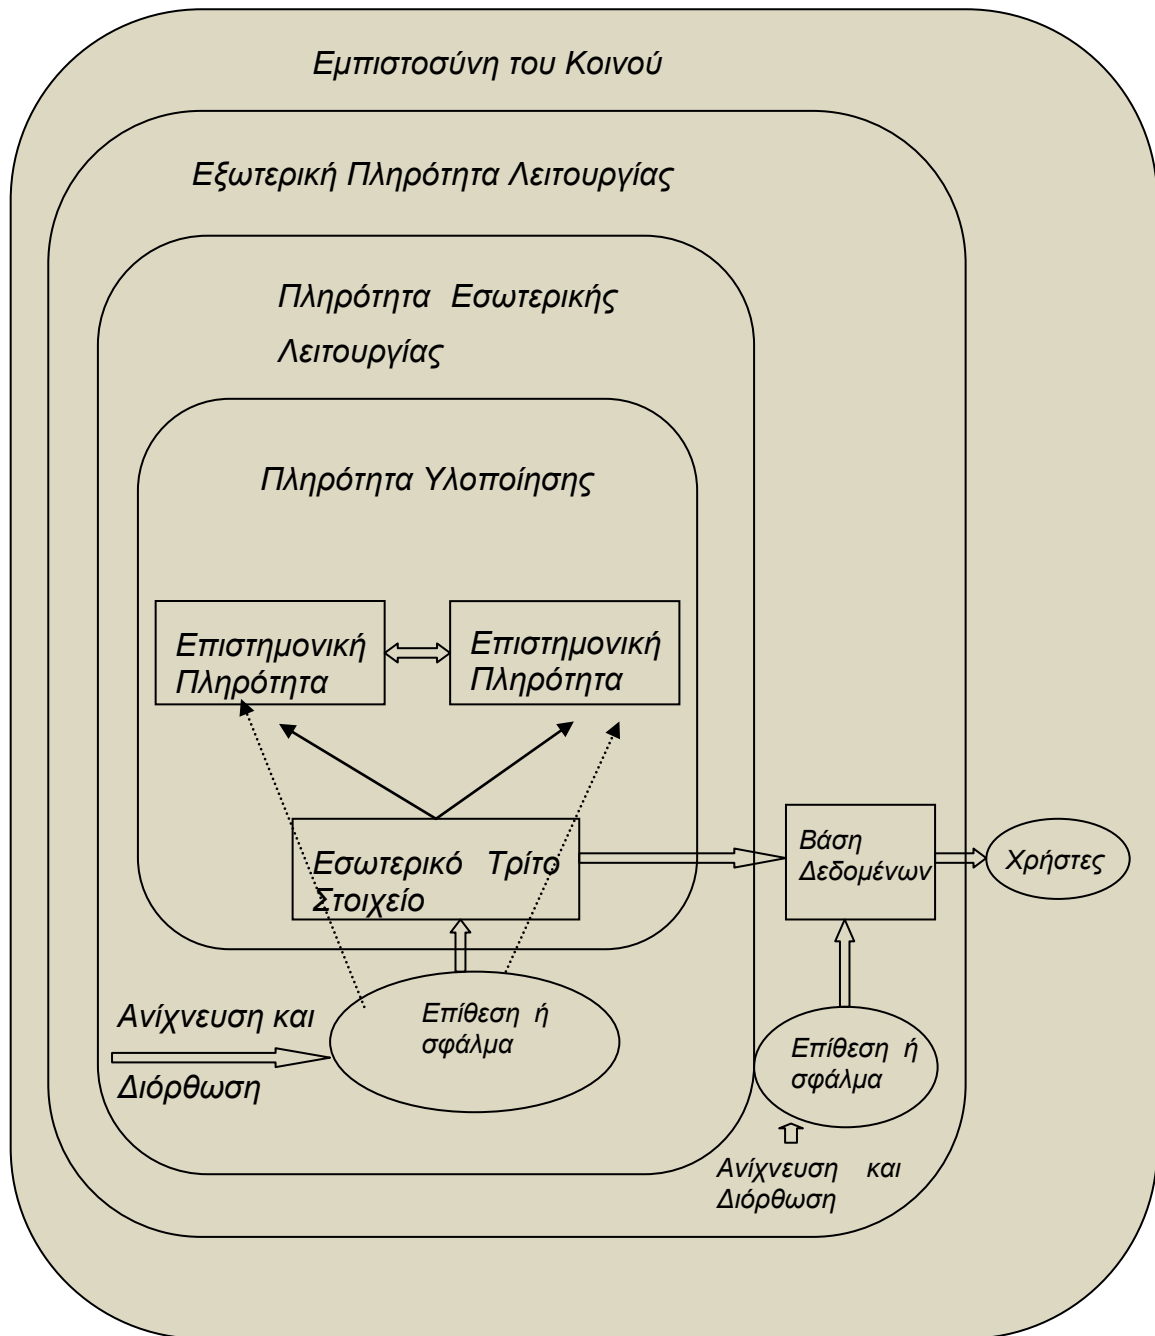 Εμπιστοσύνη του Κοινού
Εξωτερική Πληρότητα Λειτουργίας
Πληρότητα Εσωτερικής
Λειτουργίας
Πληρότητα Υλοποίησης
Επιστημονική
Πληρότητα
Επιστημονική
Πληρότητα
Εσωτερικό Τρίτο
Στοιχείο
Βάση
Δεδομένων
Χρήστες
Ανίχνευση και
Διόρθωση
Επίθεση ή
σφάλμα
Επίθεση ή
σφάλμα
Ανίχνευση και
Διόρθωση